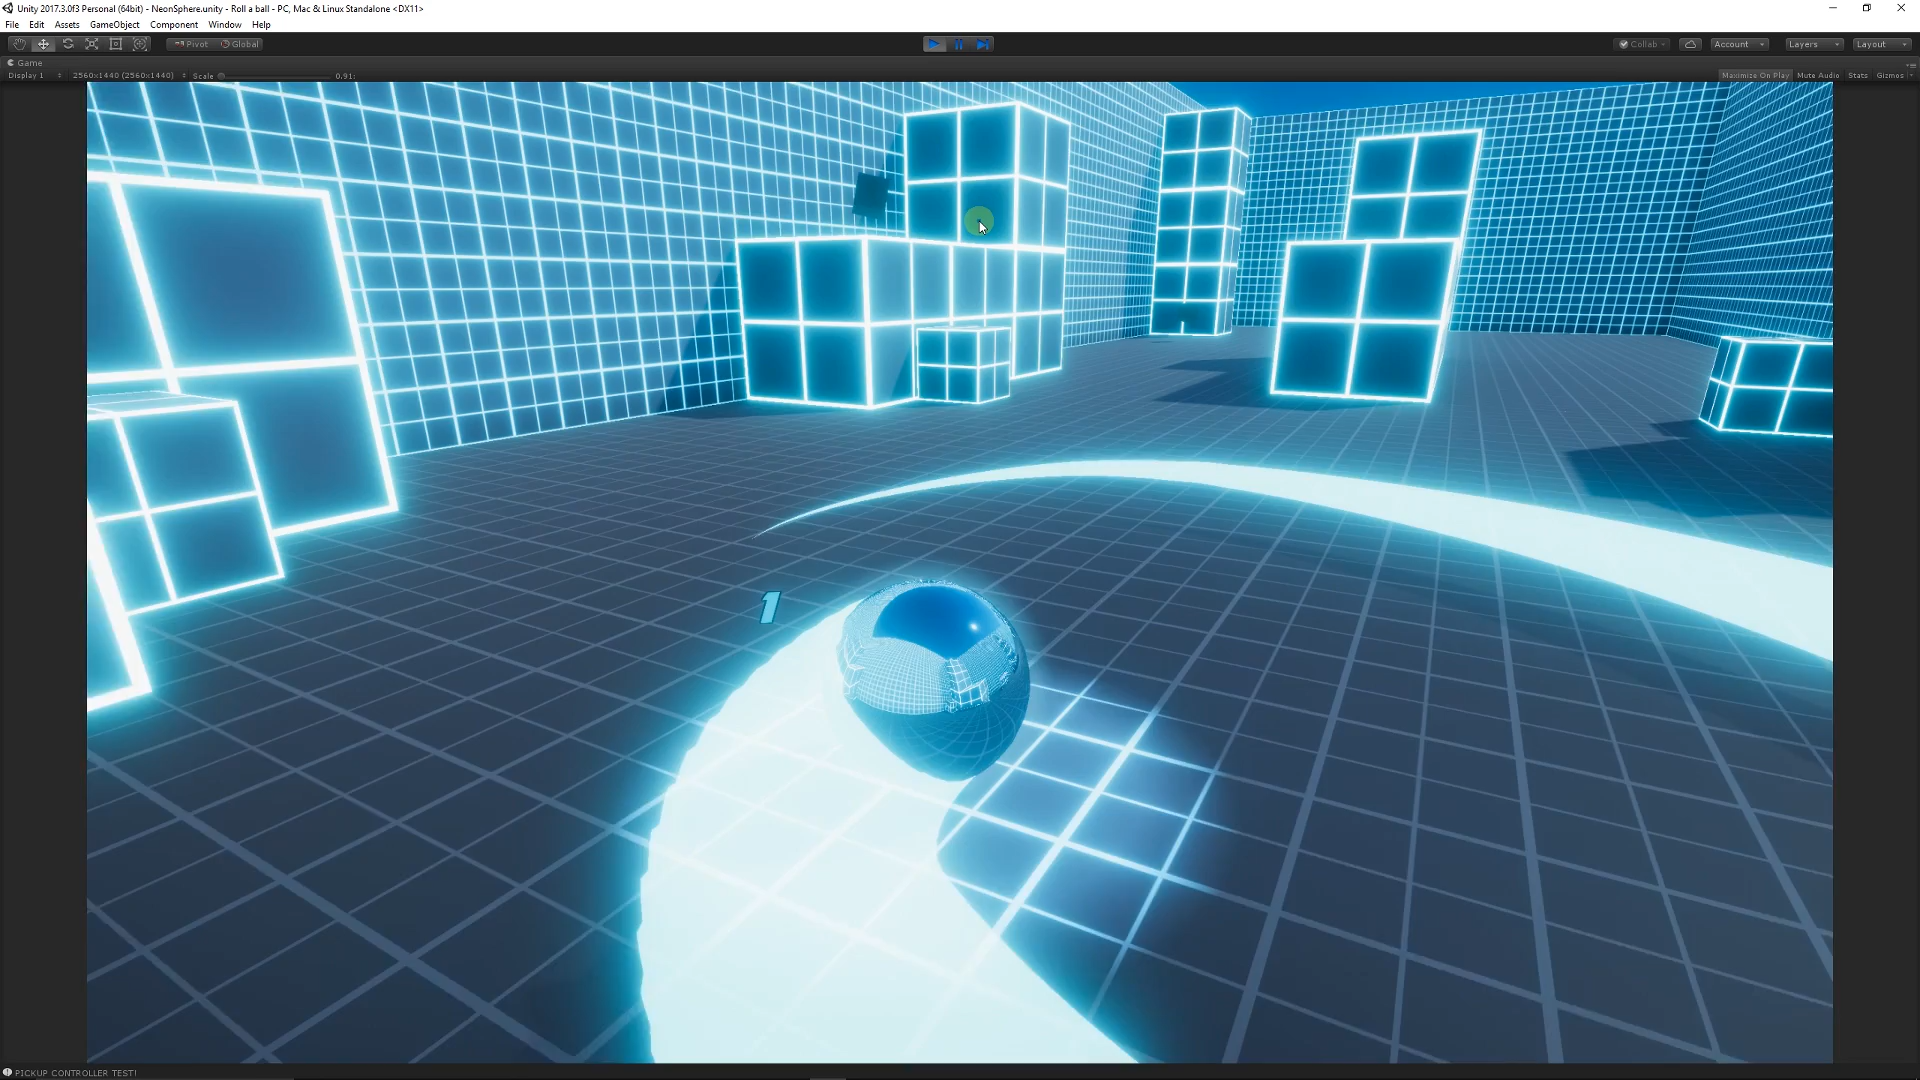 Unity 2017.3.0f3 Personal (64bit) - NeonSphere.unity - Roll a ball - PC, Mac & Linux Standalone <DX11>
File Edit Assets GameObject Component Window Help
Pivot Global Collab Account Layers Layout
Game
Display 1 2560x1440 (2560x1440) Scale 0.91: Maximize On Play Mute Audio Stats Gizmos
1
PICKUP CONTROLLER TEST!